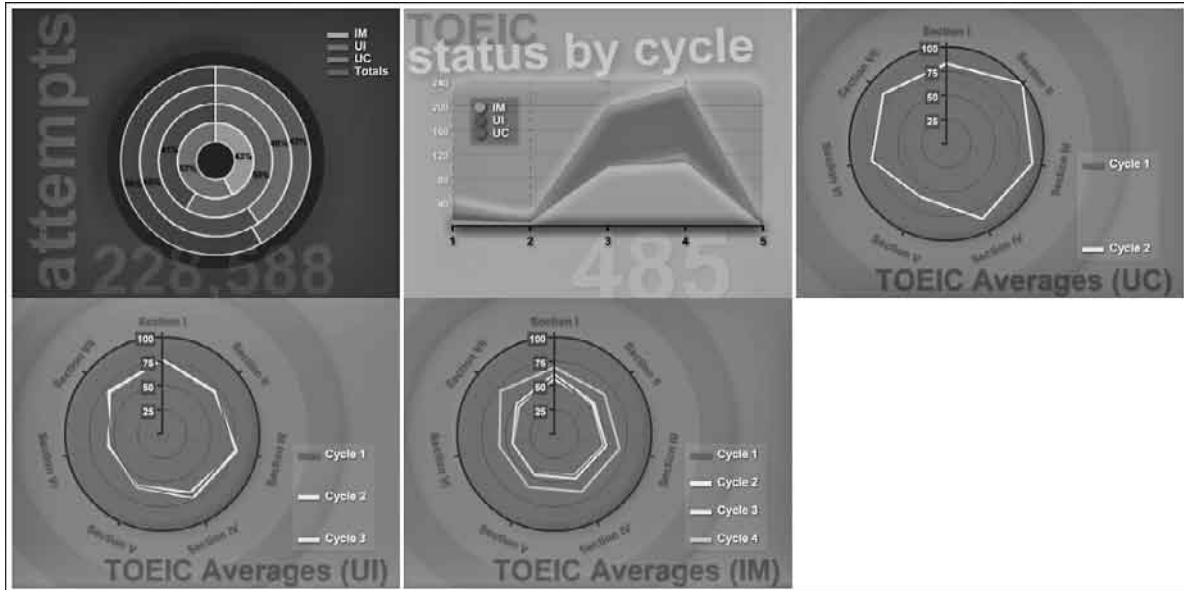 attempts
IM
UI
UC
Totals
43%
57%
228,588
TOEIC
status by cycle
240
200
160
120
80
40
IM
UI
UC
1 2 3 4 5
485
Section I
Section II
Section III
Section IV
Section V
Section VI
Section VII
100
75
50
25
Cycle 1
Cycle 2
TOEIC Averages (UC)
Section I
Section II
Section III
Section IV
Section V
Section VI
Section VII
100
75
50
25
Cycle 1
Cycle 2
Cycle 3
TOEIC Averages (UI)
Section I
Section II
Section III
Section IV
Section V
Section VI
Section VII
100
75
50
25
Cycle 1
Cycle 2
Cycle 3
Cycle 4
TOEIC Averages (IM)